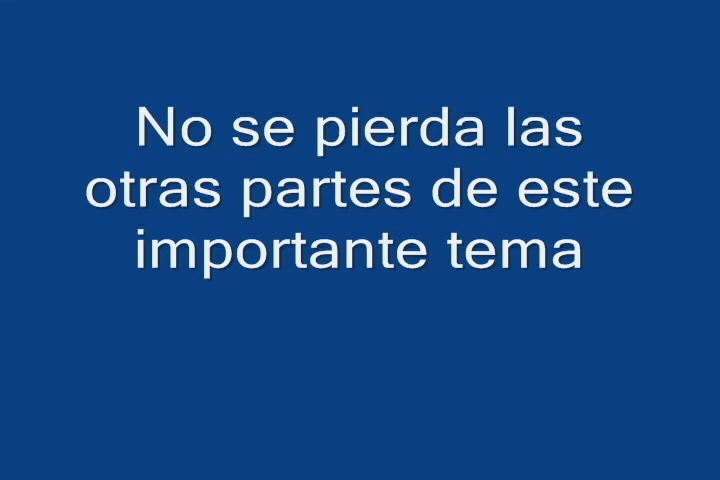 No se pierda las
otras partes de este
importante tema